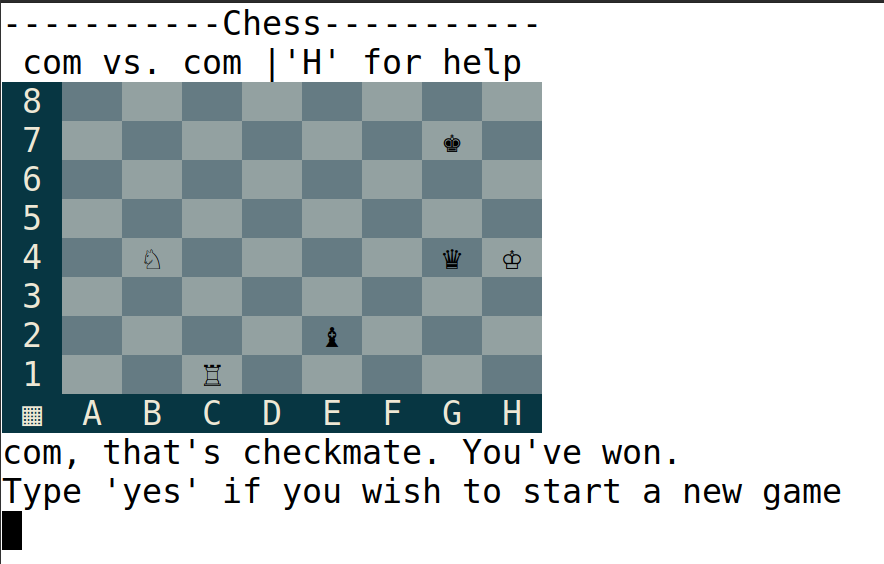 -----------Chess-----------
com vs. com |'H' for help
8
7 ♚
6
5
4 ♘ ♛ ♔
3
2 ♝
1 ♖
▦ A B C D E F G H
com, that's checkmate. You've won.
Type 'yes' if you wish to start a new game